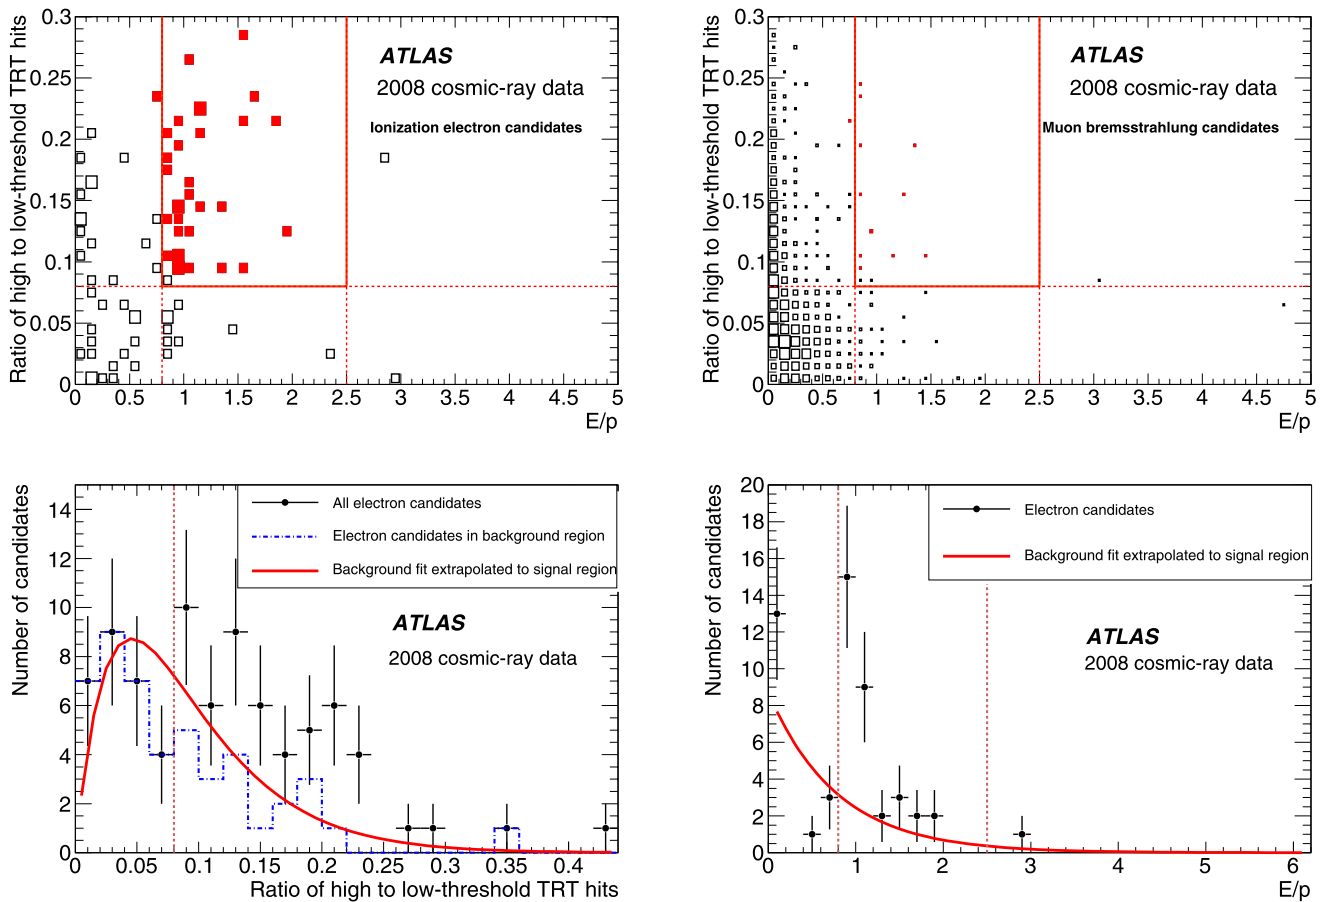 Ratio of high to low-threshold TRT hits
0.3
0.25
0.2
0.15
0.1
0.05
0
ATLAS
2008 cosmic-ray data
Ionization electron candidates
0 0.5 1 1.5 2 2.5 3 3.5 4 4.5 5
E/p
Ratio of high to low-threshold TRT hits
0.3
0.25
0.2
0.15
0.1
0.05
0
ATLAS
2008 cosmic-ray data
Muon bremsstrahlung candidates
0 0.5 1 1.5 2 2.5 3 3.5 4 4.5 5
E/p
Number of candidates
14
12
10
8
6
4
2
0
All electron candidates
Electron candidates in background region
Background fit extrapolated to signal region
ATLAS
2008 cosmic-ray data
0 0.05 0.1 0.15 0.2 0.25 0.3 0.35 0.4
Ratio of high to low-threshold TRT hits
Number of candidates
20
18
16
14
12
10
8
6
4
2
0
Electron candidates
Background fit extrapolated to signal region
ATLAS
2008 cosmic-ray data
0 1 2 3 4 5 6
E/p